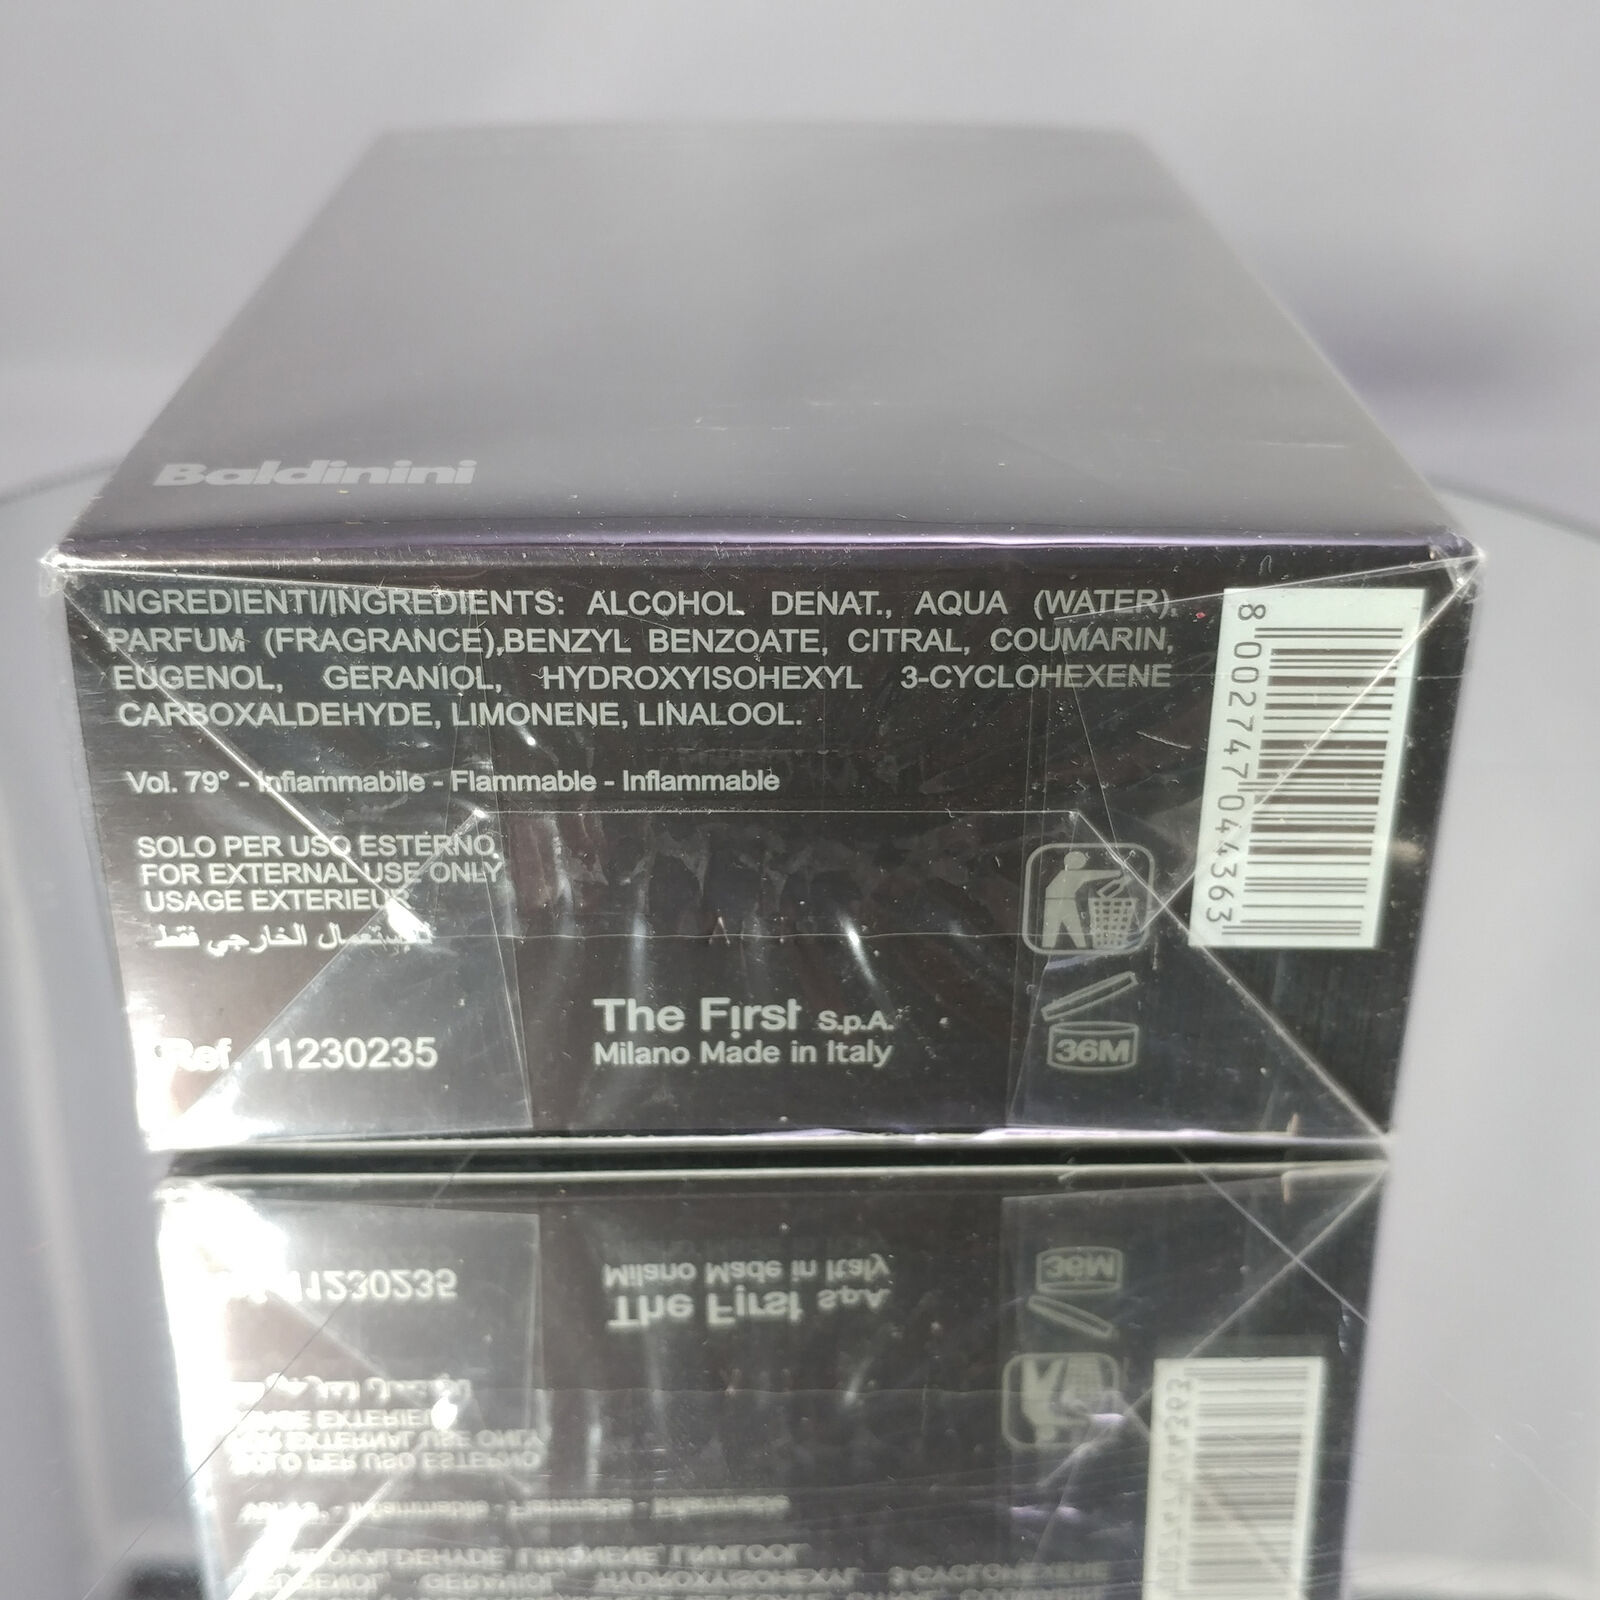 Baldinini
INGREDIENTI/INGREDIENTS: ALCOHOL DENAT., AQUA (WATER),
PARFUM (FRAGRANCE),BENZYL BENZOATE, CITRAL, COUMARIN,
EUGENOL, GERANIOL, HYDROXYISOHEXYL 3-CYCLOHEXENE
CARBOXALDEHYDE, LIMONENE, LINALOOL.
Vol. 79° - Infiammabile - Flammable - Inflammable
SOLO PER USO ESTERNO
FOR EXTERNAL USE ONLY
USAGE EXTERIEUR
للإستعمال الخارجي فقط
Ref. 11230235
The First S.p.A.
Milano Made in Italy
36M
8 002747 044363